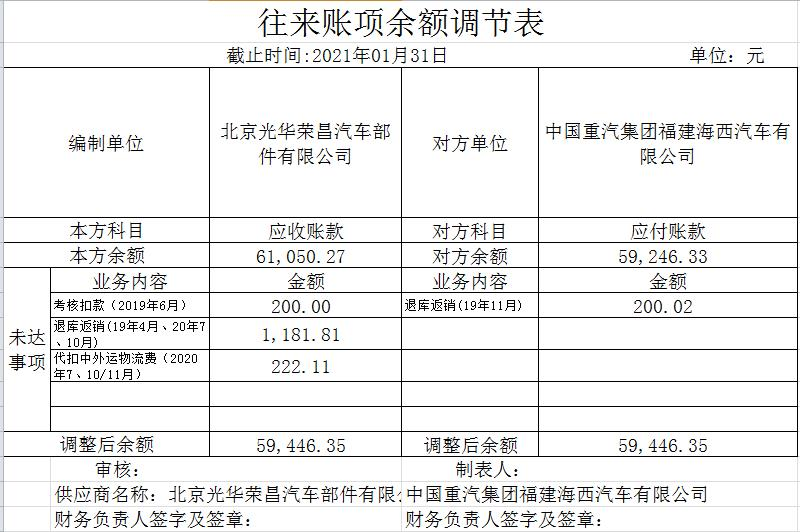 往来账项余额调节表
截止时间:2021年01月31日 单位：元
编制单位 北京光华荣昌汽车部件有限公司 对方单位 中国重汽集团福建海西汽车有限公司
本方科目 应收账款 对方科目 应付账款
本方余额 61,050.27 对方余额 59,246.33
未达事项 业务内容 金额 业务内容 金额
考核扣款（2019年6月） 200.00 退库返销(19年11月) 200.02
退库返销(19年4月、20年7、10月) 1,181.81
代扣中外运物流费（2020年7、10/11月） 222.11
调整后余额 59,446.35 调整后余额 59,446.35
审核： 制表人：
供应商名称：北京光华荣昌汽车部件有限 中国重汽集团福建海西汽车有限公司
财务负责人签字及签章： 财务负责人签字及签章：